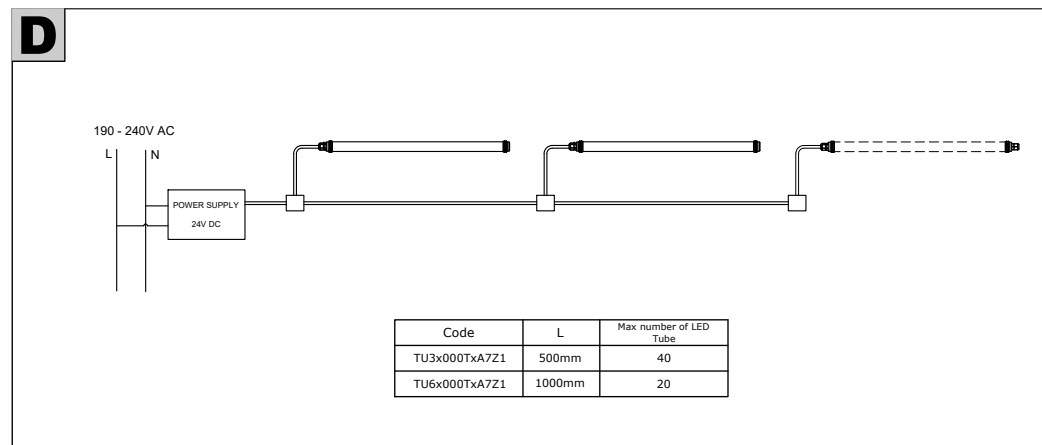 D
190 - 240V AC
L N
POWER SUPPLY
24V DC
Code L Max number of LED
Tube
TU3x000TxA7Z1 500mm 40
TU6x000TxA7Z1 1000mm 20